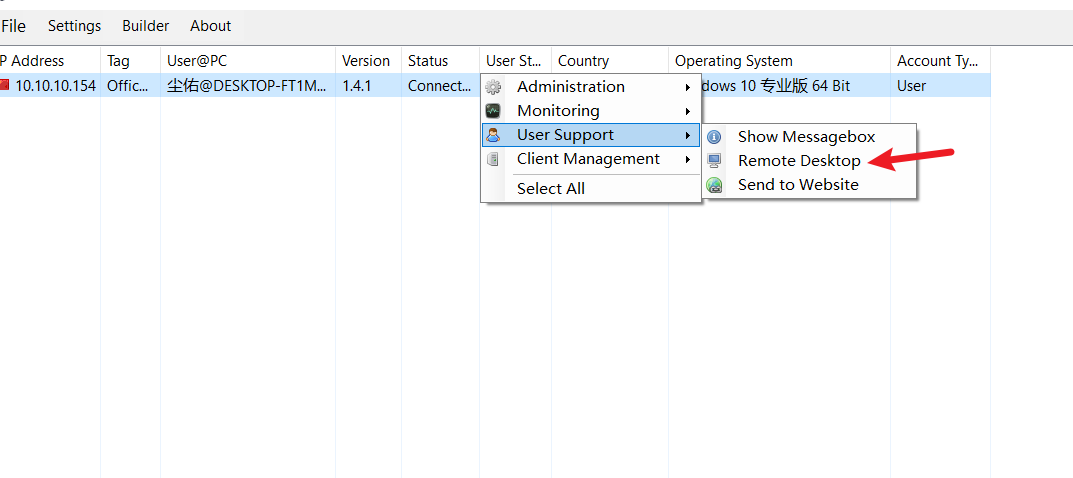 File Settings Builder About
P Address Tag User@PC Version Status User St... Country Operating System Account Ty...
10.10.10.154 Offic... 尘佑@DESKTOP-FT1M... 1.4.1 Connect... dows 10 专业版 64 Bit User
Administration
Monitoring
User Support
Client Management
Select All
Show Messagebox
Remote Desktop
Send to Website